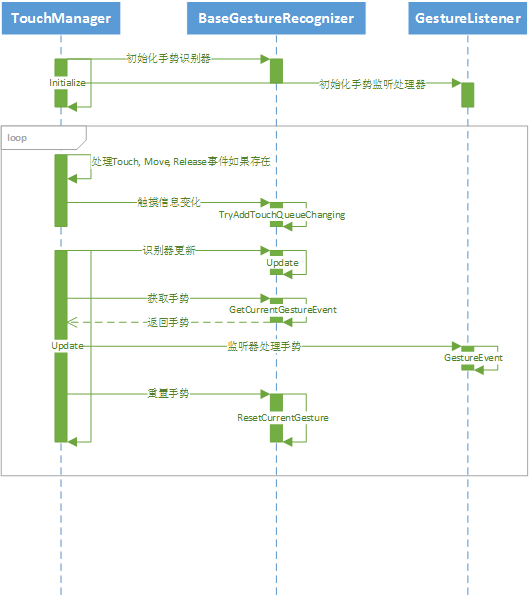 TouchManager
BaseGestureRecognizer
GestureListener
初始化手势识别器
Initialize
初始化手势监听处理器
loop
处理Touch, Move, Release事件如果存在
触摸信息变化
TryAddTouchQueueChanging
识别器更新
Update
获取手势
GetCurrentGestureEvent
返回手势
Update
监听器处理手势
GestureEvent
重置手势
ResetCurrentGesture